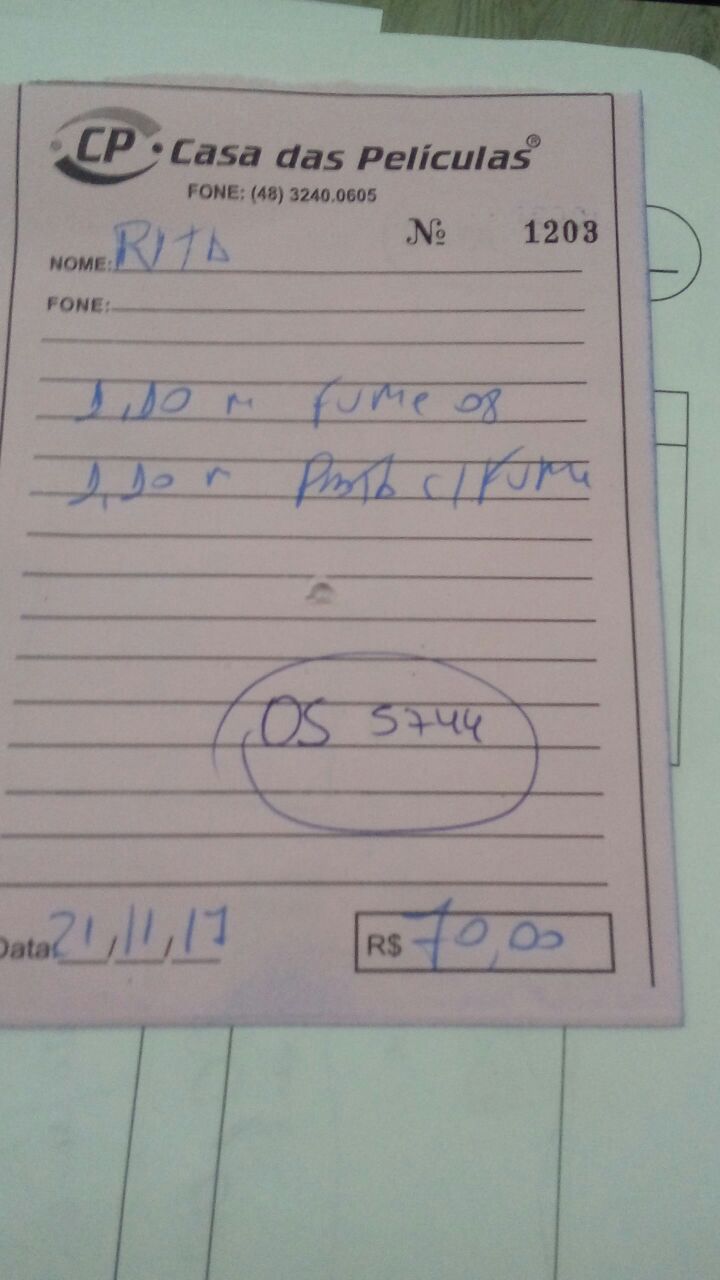 CP Casa das Películas®
FONE: (48) 3240.0605
Nº 1203
NOME: RITA
FONE:
1,10 m fume 08
1,10 m c/ fume
OS 5744
Data 21/11/17
R$ 70,00